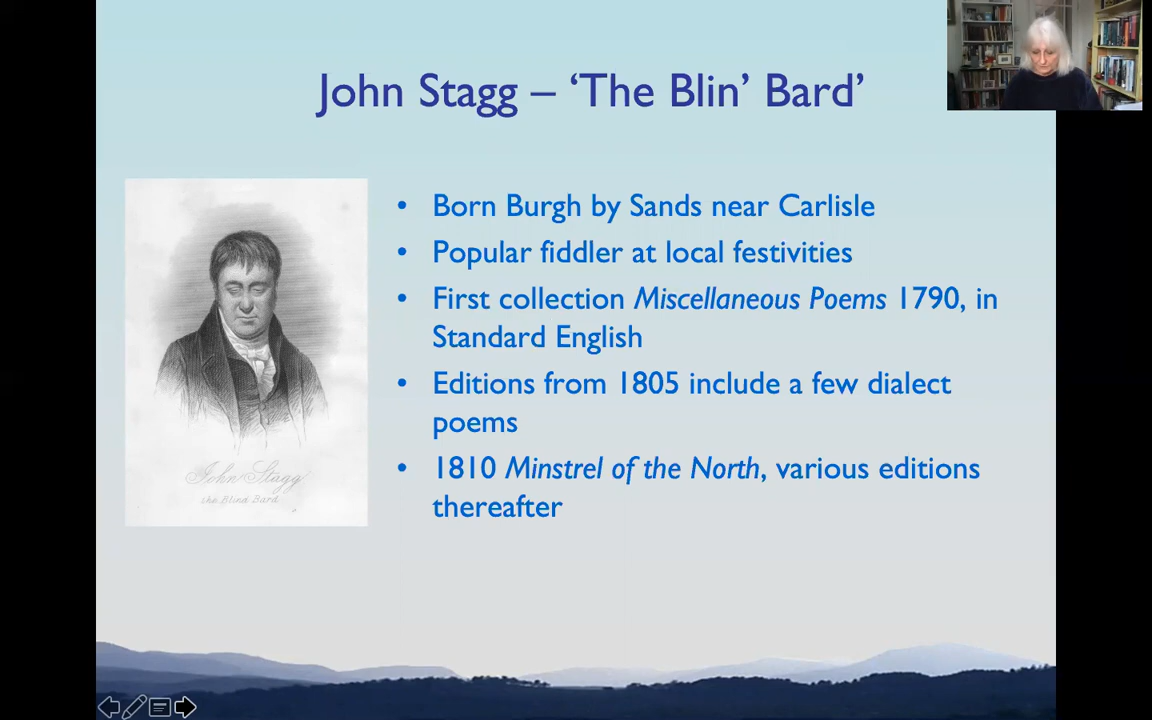 John Stagg – ‘The Blin’ Bard’
• Born Burgh by Sands near Carlisle
• Popular fiddler at local festivities
• First collection Miscellaneous Poems 1790, in
Standard English
• Editions from 1805 include a few dialect
poems
• 1810 Minstrel of the North, various editions
thereafter
John Stagg
the Blind Bard